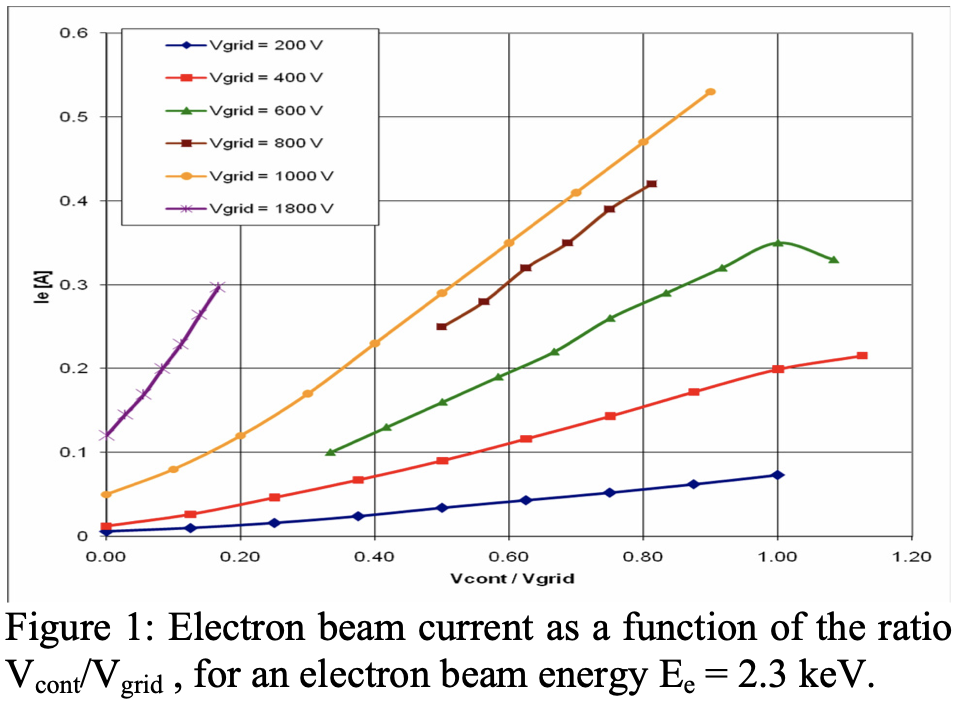 0.6
0.5
0.4
0.3
0.2
0.1
0
Ie [A]
Vgrid = 200 V
Vgrid = 400 V
Vgrid = 600 V
Vgrid = 800 V
Vgrid = 1000 V
Vgrid = 1800 V
0.00 0.20 0.40 0.60 0.80 1.00 1.20
Vcont / Vgrid
Figure 1: Electron beam current as a function of the ratio
Vcont/Vgrid , for an electron beam energy Ee = 2.3 keV.